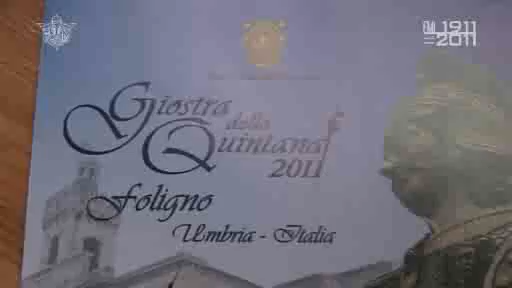 1911
2011
Giostra
della
Quintana
2011
Foligno
Umbria - Italia